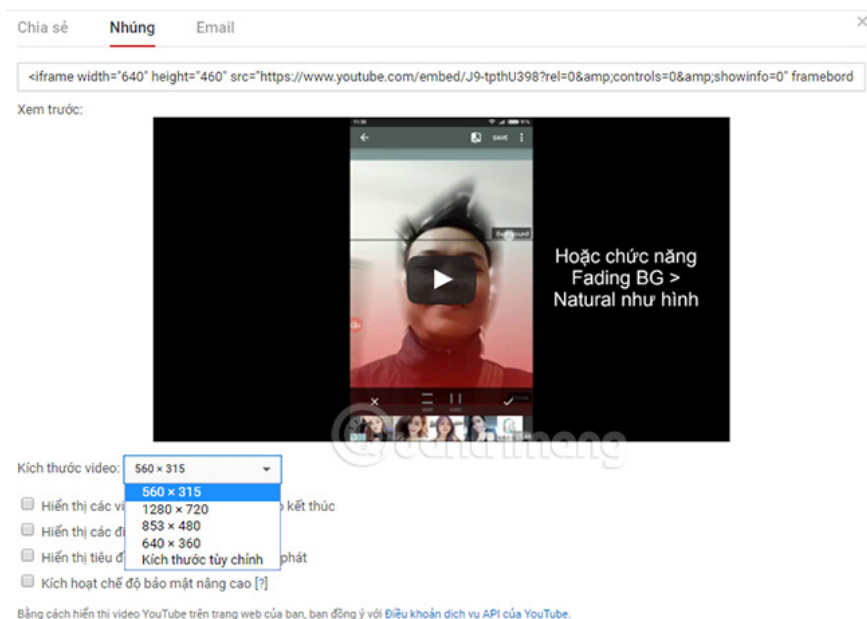 Chia sẻ Nhúng Email ×
<iframe width="640" height="460" src="https://www.youtube.com/embed/J9-tpthU398?rel=0&amp;controls=0&amp;showinfo=0" framebord
Xem trước:
11:38 91%
SAVE
Background
Hoặc chức năng
Fading BG >
Natural như hình
Quantrimang
Kích thước video: 560 × 315
560 × 315
1280 × 720
853 × 480
640 × 360
Kích thước tùy chỉnh
Hiển thị các vi kết thúc
Hiển thị các đi
Hiển thị tiêu đ phát
Kích hoạt chế độ bảo mật nâng cao [?]
Bằng cách hiển thị video YouTube trên trang web của bạn, bạn đồng ý với Điều khoản dịch vụ API của YouTube.